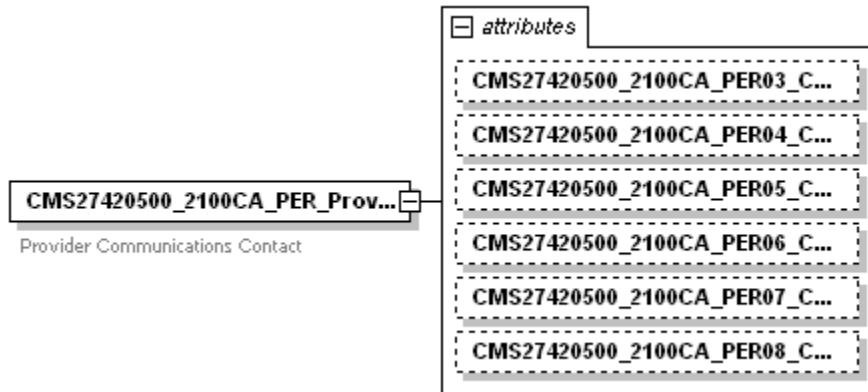 attributes
CMS27420500_2100CA_PER03_C...
CMS27420500_2100CA_PER04_C...
CMS27420500_2100CA_PER_Prov...
CMS27420500_2100CA_PER05_C...
Provider Communications Contact
CMS27420500_2100CA_PER06_C...
CMS27420500_2100CA_PER07_C...
CMS27420500_2100CA_PER08_C...